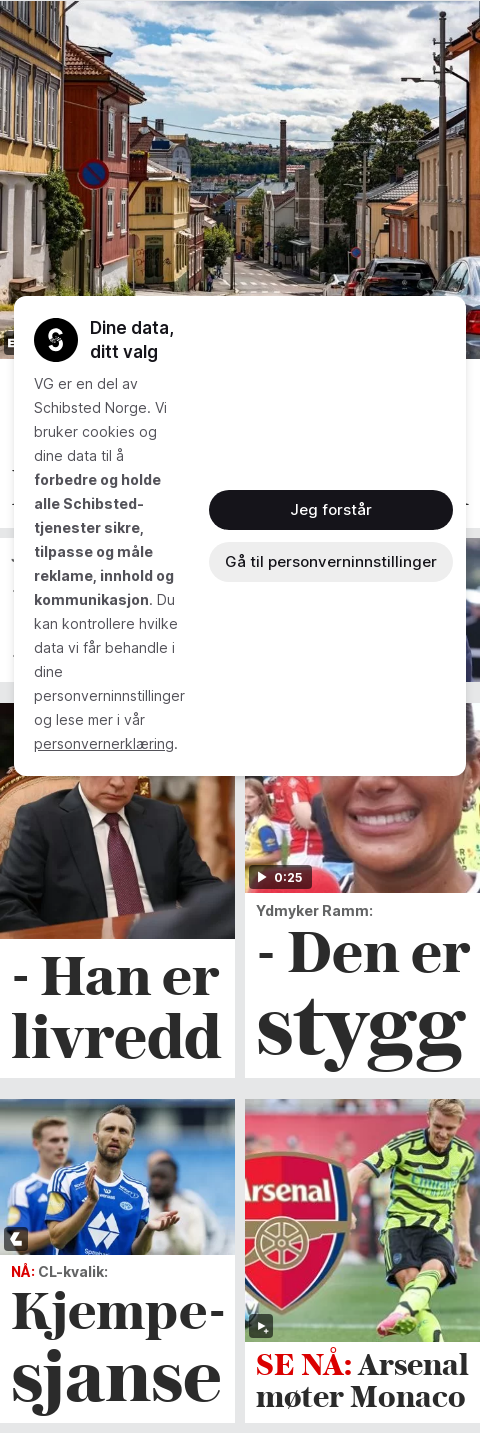 Dine data,
ditt valg
VG er en del av
Schibsted Norge. Vi
bruker cookies og
dine data til å
forbedre og holde
alle Schibsted-
tjenester sikre,
tilpasse og måle
reklame, innhold og
kommunikasjon. Du
kan kontrollere hvilke
data vi får behandle i
dine
personverninnstillinger
og lese mer i vår
personvernerklæring.
Jeg forstår
Gå til personverninnstillinger
- Han er
livredd
0:25
Ydmyker Ramm:
- Den er
stygg
NÅ: CL-kvalik:
Kjempe-
sjanse
Arsenal
SE NÅ: Arsenal
møter Monaco